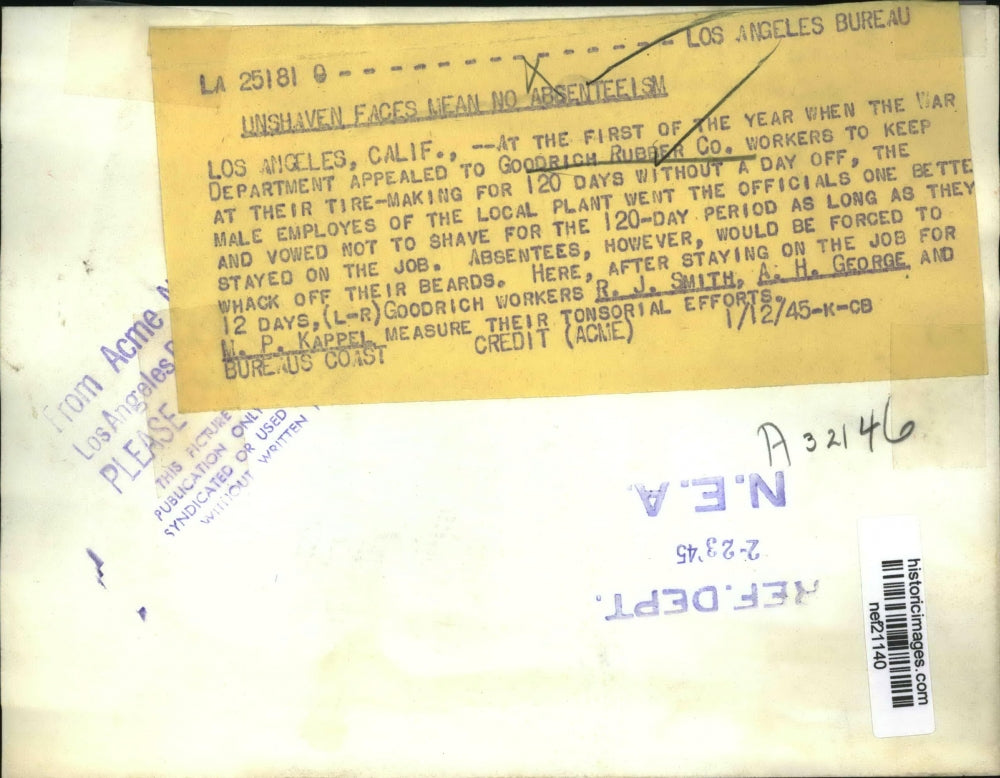 LA 25181 Q - - - - - - - - - - - - - - - - - - - LOS ANGELES BUREAU
UNSHAVEN FACES MEAN NO ABSENTEEISM
LOS ANGELES, CALIF., --AT THE FIRST OF THE YEAR WHEN THE WAR
DEPARTMENT APPEALED TO GOODRICH RUBBER CO. WORKERS TO KEEP
AT THEIR TIRE-MAKING FOR 120 DAYS WITHOUT A DAY OFF, THE
MALE EMPLOYES OF THE LOCAL PLANT WENT THE OFFICIALS ONE BETTE
AND VOWED NOT TO SHAVE FOR THE 120-DAY PERIOD AS LONG AS THEY
STAYED ON THE JOB. ABSENTEES, HOWEVER, WOULD BE FORCED TO
WHACK OFF THEIR BEARDS. HERE, AFTER STAYING ON THE JOB FOR
12 DAYS, (L-R) GOODRICH WORKERS R. J. SMITH, A. H. GEORGE AND
M. P. KAPPEL MEASURE THEIR TONSORIAL EFFORTS.
BUREAUS COAST CREDIT (ACME) 1/12/45-K-CB
From Acme
Los Angeles
PLEASE
THIS PICTURE
PUBLICATION ONLY
SYNDICATED OR USED
WITHOUT WRITTEN
A 32146
N.E.A.
2-23'45
REF. DEPT.
historicimages.com
nef21140